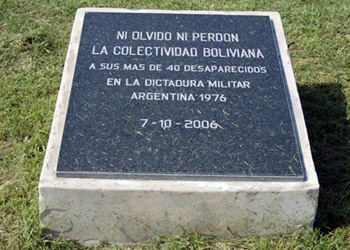 NI OLVIDO NI PERDON
LA COLECTIVIDAD BOLIVIANA
A SUS MAS DE 40 DESAPARECIDOS
EN LA DICTADURA MILITAR
ARGENTINA 1976
7-10-2006